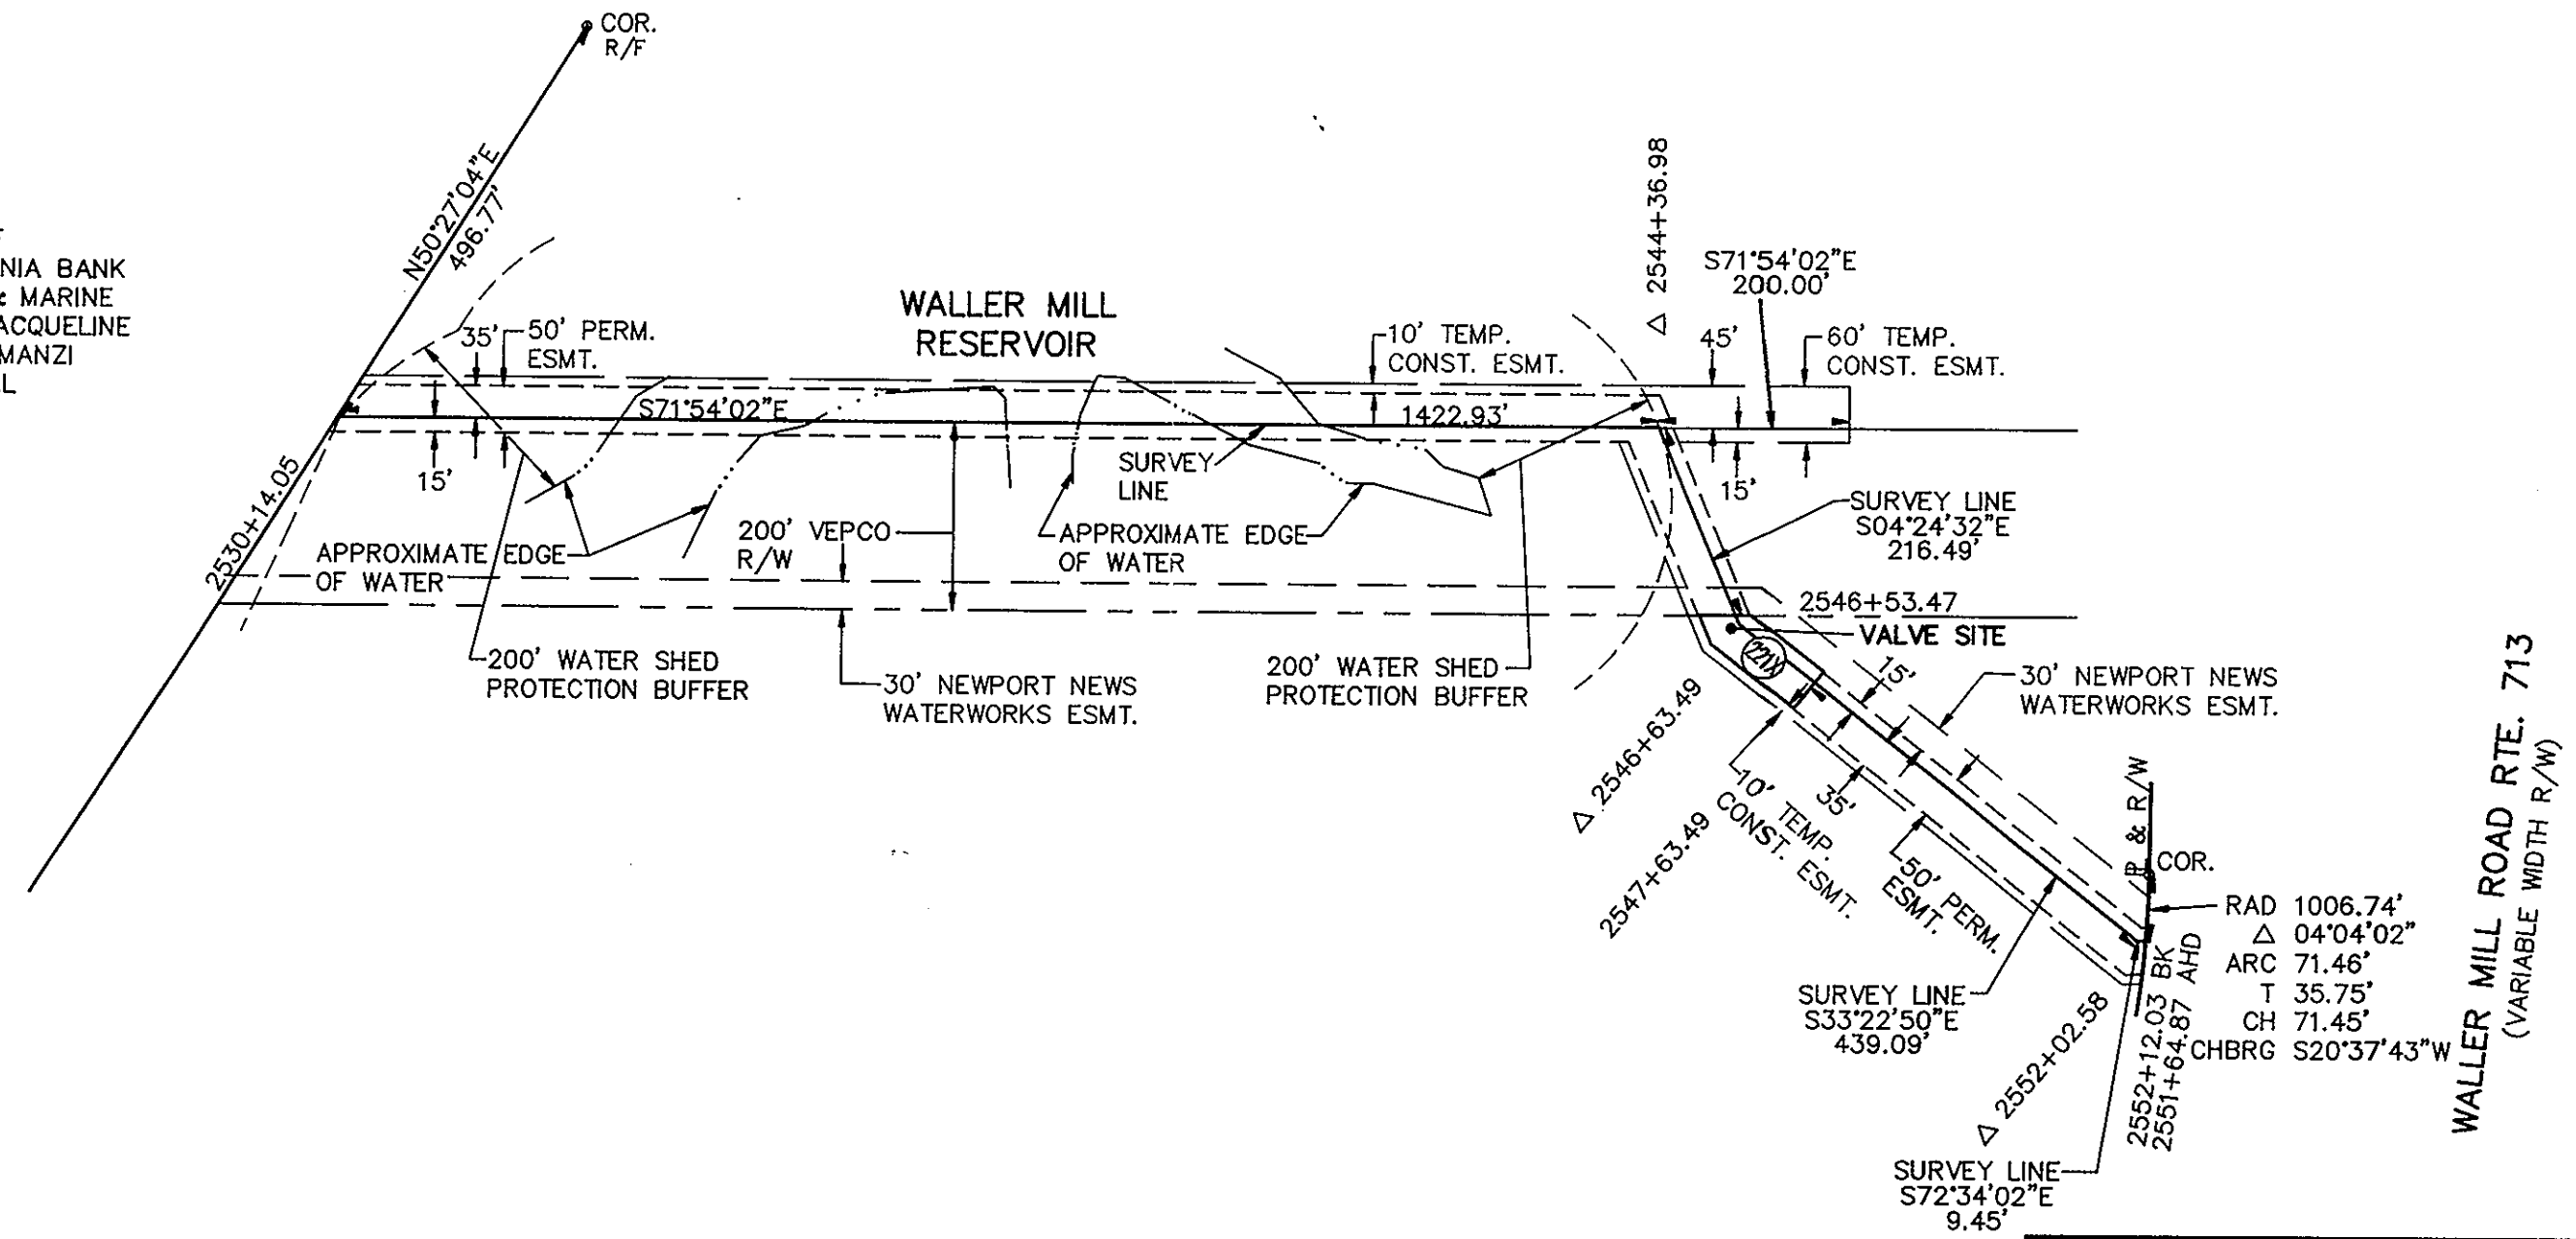 COR.
R/F
N50°27'04"E
496.77'
NIA BANK
& MARINE
ACQUELINE
MANZI
L
2530+14.05
35'
50' PERM.
ESMT.
S71°54'02"E
15'
WALLER MILL
RESERVOIR
10' TEMP.
CONST. ESMT.
1422.93'
△ 2544+36.98
S71°54'02"E
200.00'
45'
60' TEMP.
CONST. ESMT.
15'
SURVEY
LINE
APPROXIMATE EDGE
OF WATER
200' VEPCO
R/W
APPROXIMATE EDGE
OF WATER
SURVEY LINE
S04°24'32"E
216.49'
2546+53.47
VALVE SITE
221X
200' WATER SHED
PROTECTION BUFFER
30' NEWPORT NEWS
WATERWORKS ESMT.
200' WATER SHED
PROTECTION BUFFER
15'
30' NEWPORT NEWS
WATERWORKS ESMT.
△ 2546+63.49
2547+63.49
10' TEMP.
CONST. ESMT.
35'
50' PERM.
ESMT.
SURVEY LINE
S33°22'50"E
439.09'
& R/W
COR.
RAD 1006.74'
△ 04°04'02"
ARC 71.46'
T 35.75'
CH 71.45'
CHBRG S20°37'43"W
△ 2552+02.58
2552+12.03 BK
2551+64.87 AHD
SURVEY LINE
S72°34'02"E
9.45'
WALLER MILL ROAD RTE. 713
(VARIABLE WIDTH R/W)